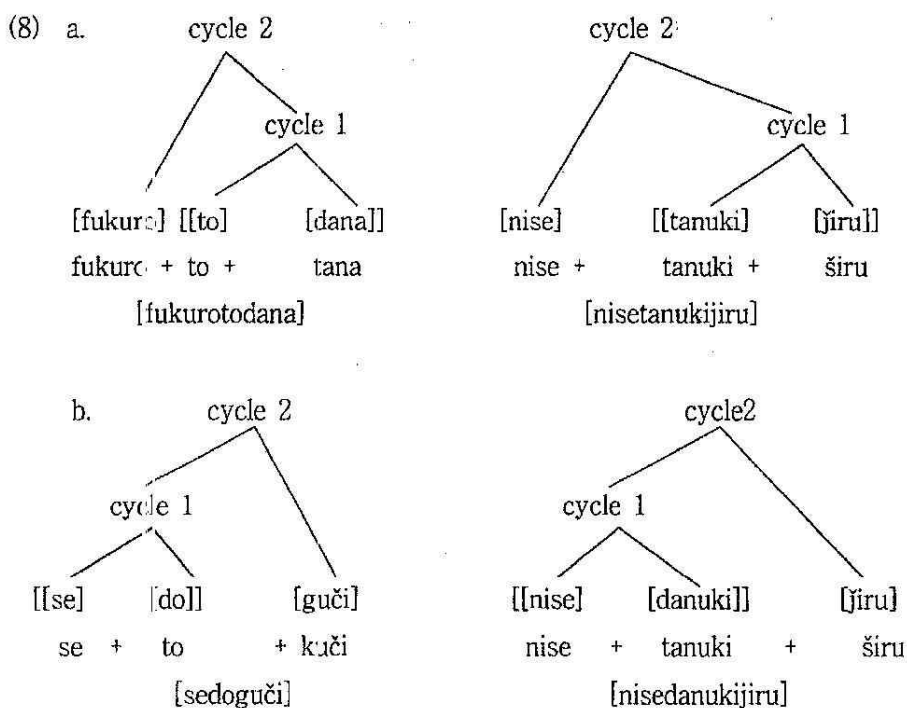 (8) a. cycle 2 cycle 2
cycle 1 cycle 1
[fukuro] [[to] [dana]] [nise] [[tanuki] [ǰiru]]
fukuro + to + tana nise + tanuki + širu
[fukurotodana] [nisetanukijiru]
b. cycle 2 cycle2
cycle 1 cycle 1
[[se] [do]] [guči] [[nise] [danuki]] [ǰiru]
se + to + kuči nise + tanuki + širu
[sedoguči] [nisedanukijiru]